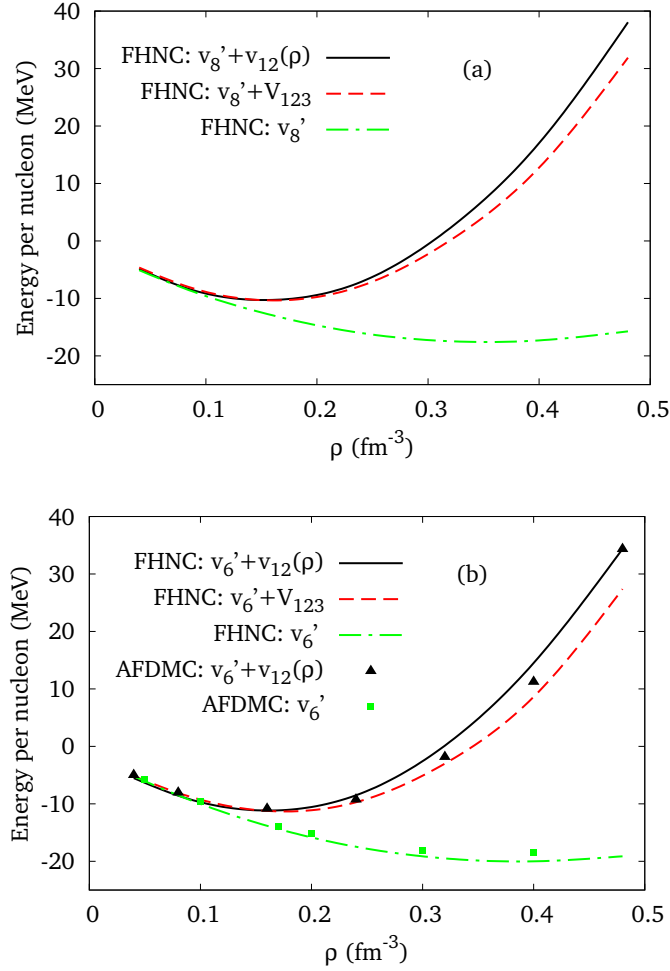 40
30
20
10
0
-10
-20
Energy per nucleon (MeV)
FHNC: v₈'+v₁₂(ρ)
FHNC: v₈'+V₁₂₃
FHNC: v₈'
(a)
0 0.1 0.2 0.3 0.4 0.5
ρ (fm⁻³)
40
30
20
10
0
-10
-20
Energy per nucleon (MeV)
FHNC: v₆'+v₁₂(ρ)
FHNC: v₆'+V₁₂₃
FHNC: v₆'
AFDMC: v₆'+v₁₂(ρ)
AFDMC: v₆'
(b)
0 0.1 0.2 0.3 0.4 0.5
ρ (fm⁻³)